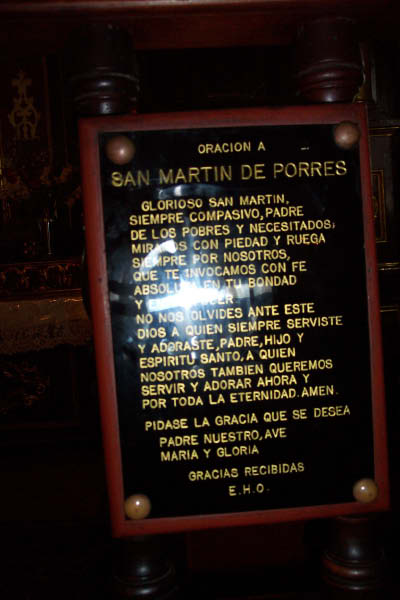 ORACION A
SAN MARTIN DE PORRES
GLORIOSO SAN MARTIN,
SIEMPRE COMPASIVO, PADRE
DE LOS POBRES Y NECESITADOS;
CON PIEDAD Y RUEGA
SIEMPRE POR NOSOTROS,
QUE TE INVOCAMOS CON FE
ABSOLUTA EN TU BONDAD
Y
NO NOS OLVIDES ANTE ESTE
DIOS A QUIEN SIEMPRE SERVISTE
Y ADORASTE, PADRE, HIJO Y
ESPIRITU SANTO, A QUIEN
NOSOTROS TAMBIEN QUEREMOS
SERVIR Y ADORAR AHORA Y
POR TODA LA ETERNIDAD. AMEN.
PIDASE LA GRACIA QUE SE DESEA
PADRE NUESTRO, AVE
MARIA Y GLORIA
GRACIAS RECIBIDAS
E.H.O.